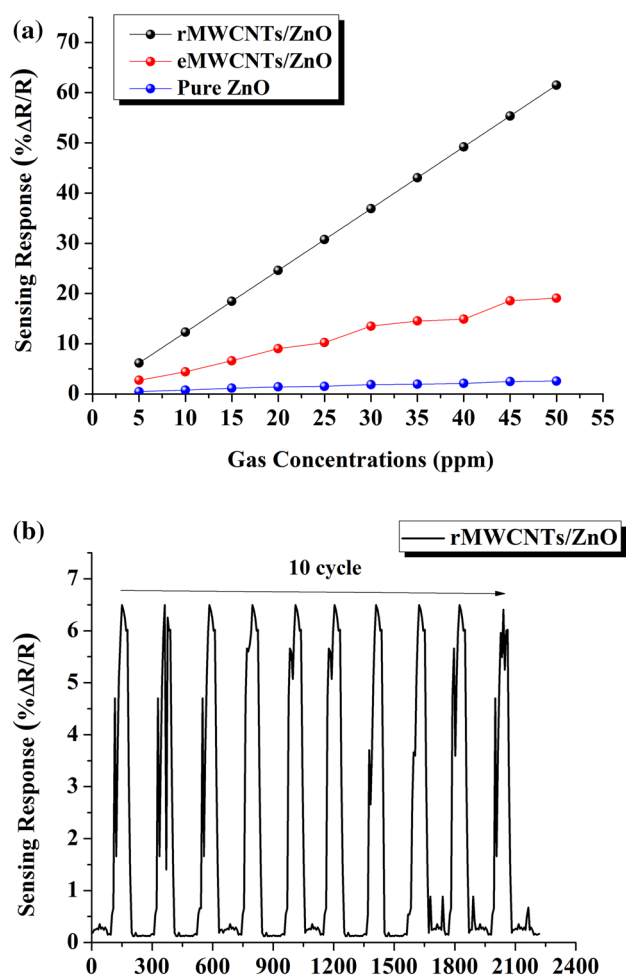 (a)
rMWCNTs/ZnO
eMWCNTs/ZnO
Pure ZnO
Sensing Response (%ΔR/R)
70
60
50
40
30
20
10
0
0 5 10 15 20 25 30 35 40 45 50 55
Gas Concentrations (ppm)
(b)
rMWCNTs/ZnO
10 cycle
Sensing Response (%ΔR/R)
7
6
5
4
3
2
1
0
0 300 600 900 1200 1500 1800 2100 2400